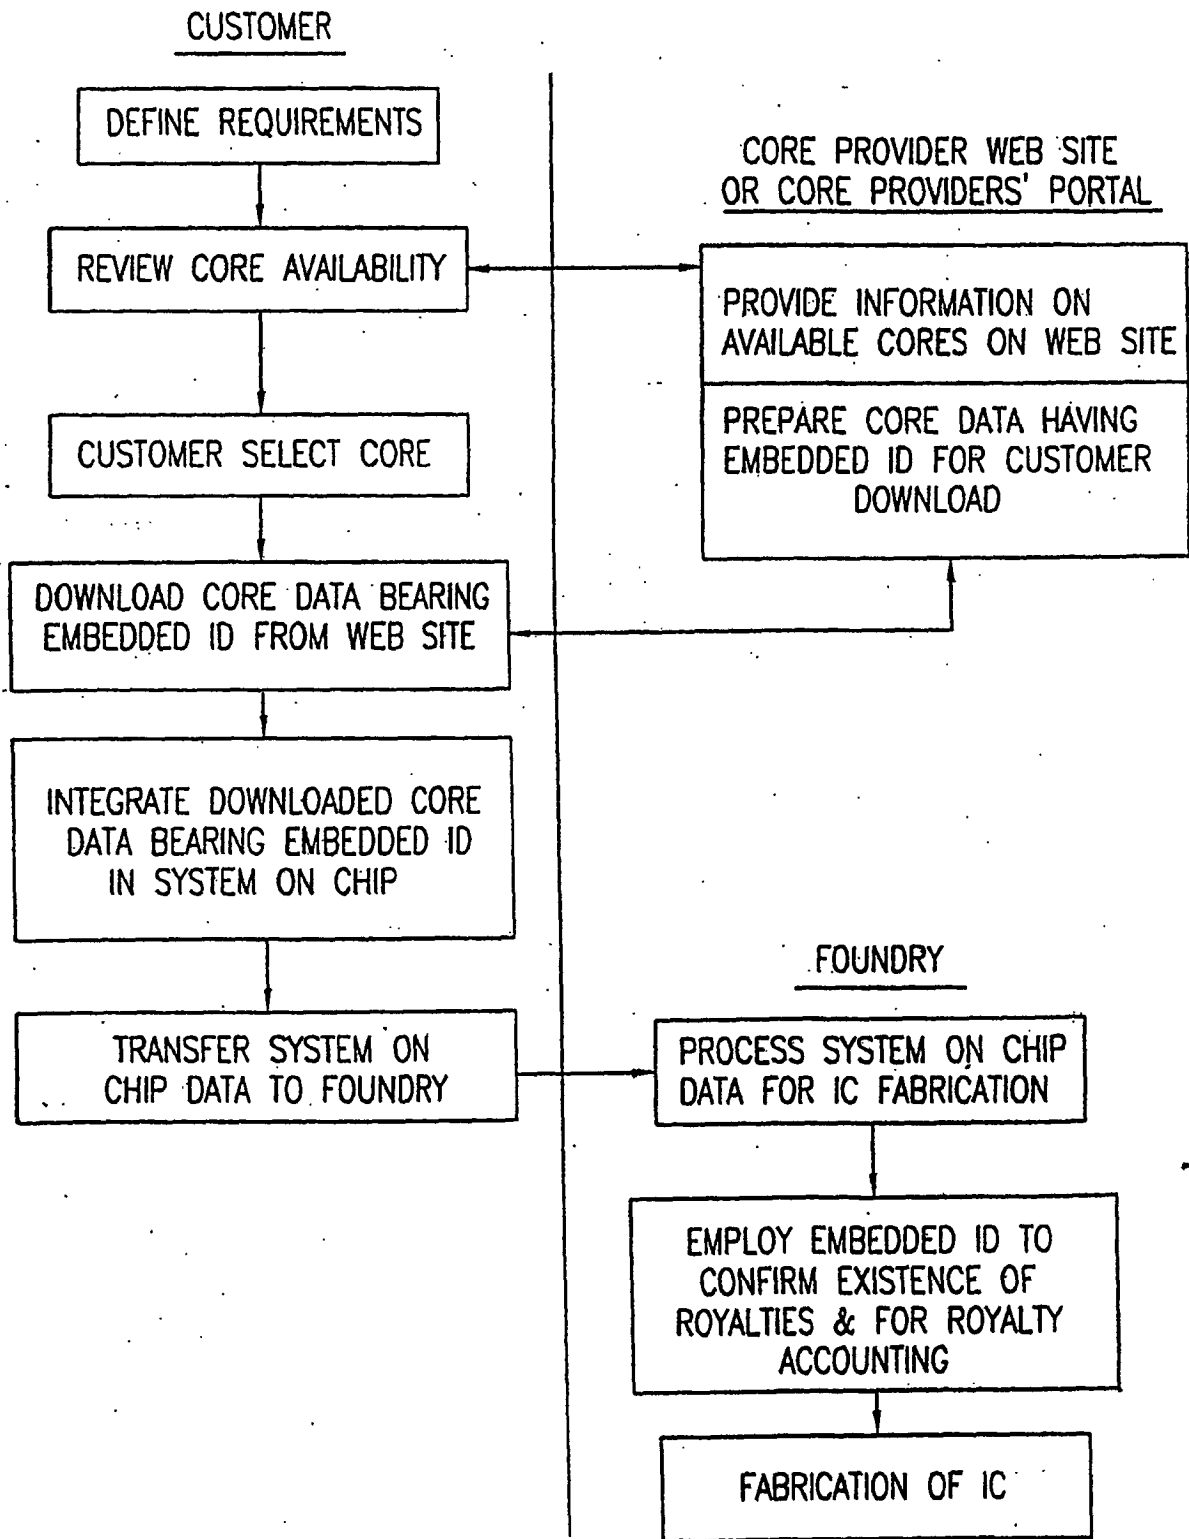 CUSTOMER
DEFINE REQUIREMENTS
REVIEW CORE AVAILABILITY
CUSTOMER SELECT CORE
DOWNLOAD CORE DATA BEARING
EMBEDDED ID FROM WEB SITE
INTEGRATE DOWNLOADED CORE
DATA BEARING EMBEDDED ID
IN SYSTEM ON CHIP
TRANSFER SYSTEM ON
CHIP DATA TO FOUNDRY
CORE PROVIDER WEB SITE
OR CORE PROVIDERS' PORTAL
PROVIDE INFORMATION ON
AVAILABLE CORES ON WEB SITE
PREPARE CORE DATA HAVING
EMBEDDED ID FOR CUSTOMER
DOWNLOAD
FOUNDRY
PROCESS SYSTEM ON CHIP
DATA FOR IC FABRICATION
EMPLOY EMBEDDED ID TO
CONFIRM EXISTENCE OF
ROYALTIES & FOR ROYALTY
ACCOUNTING
FABRICATION OF IC